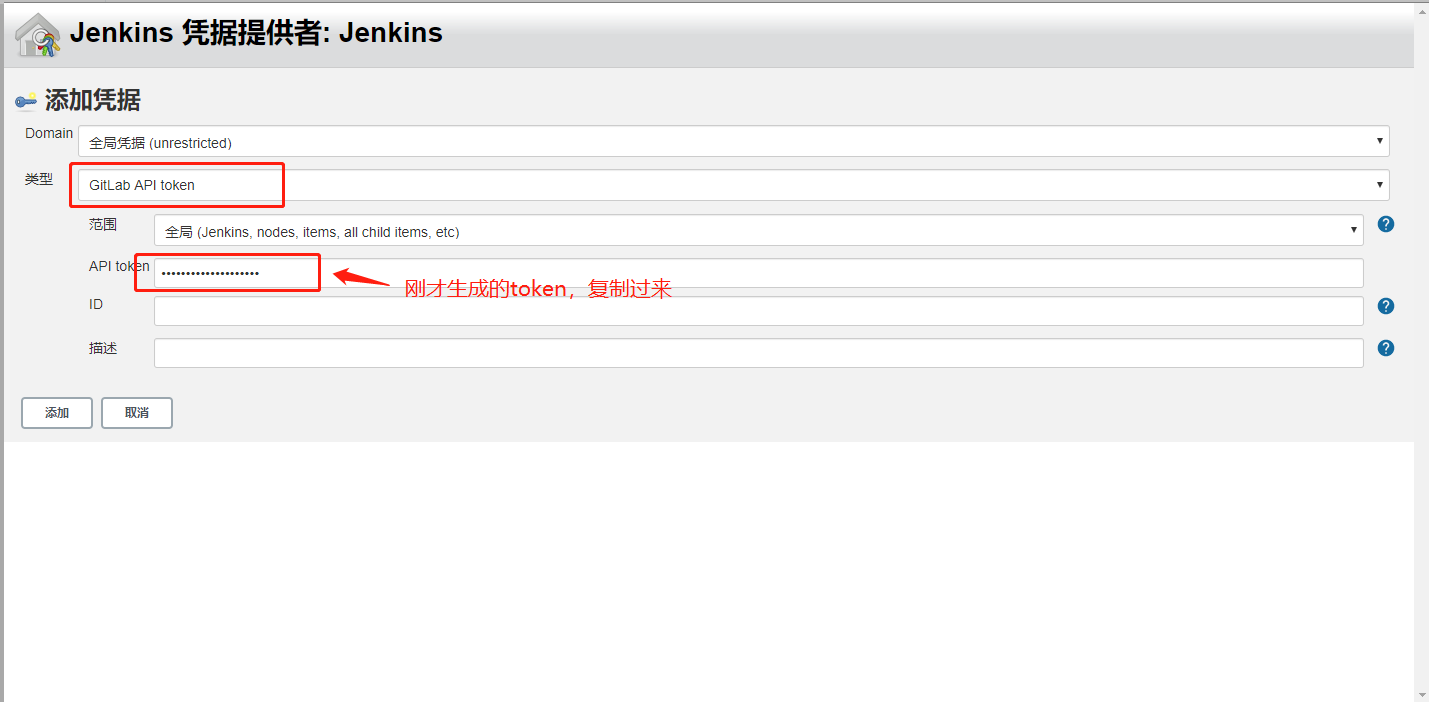 Jenkins 凭据提供者: Jenkins
添加凭据
Domain
全局凭据 (unrestricted)
类型
GitLab API token
范围
全局 (Jenkins, nodes, items, all child items, etc)
API token
••••••••••••••••••••
刚才生成的token，复制过来
ID
描述
添加
取消